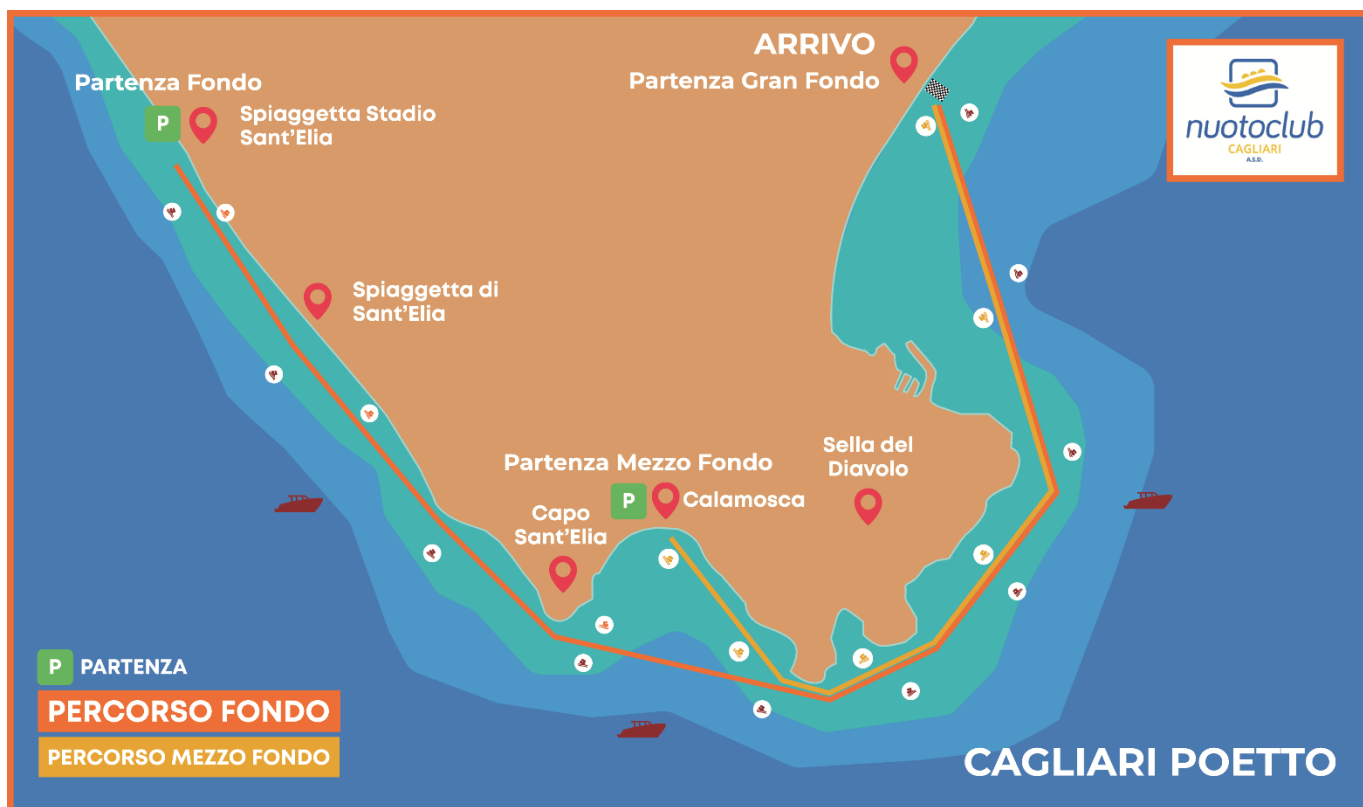 ARRIVO
Partenza Gran Fondo
Partenza Fondo
P
Spiaggetta Stadio
Sant'Elia
nuotoclub
CAGLIARI
A.S.D.
Spiaggetta di
Sant'Elia
Partenza Mezzo Fondo
P
Calamosca
Sella del
Diavolo
Capo
Sant'Elia
P PARTENZA
PERCORSO FONDO
PERCORSO MEZZO FONDO
CAGLIARI POETTO